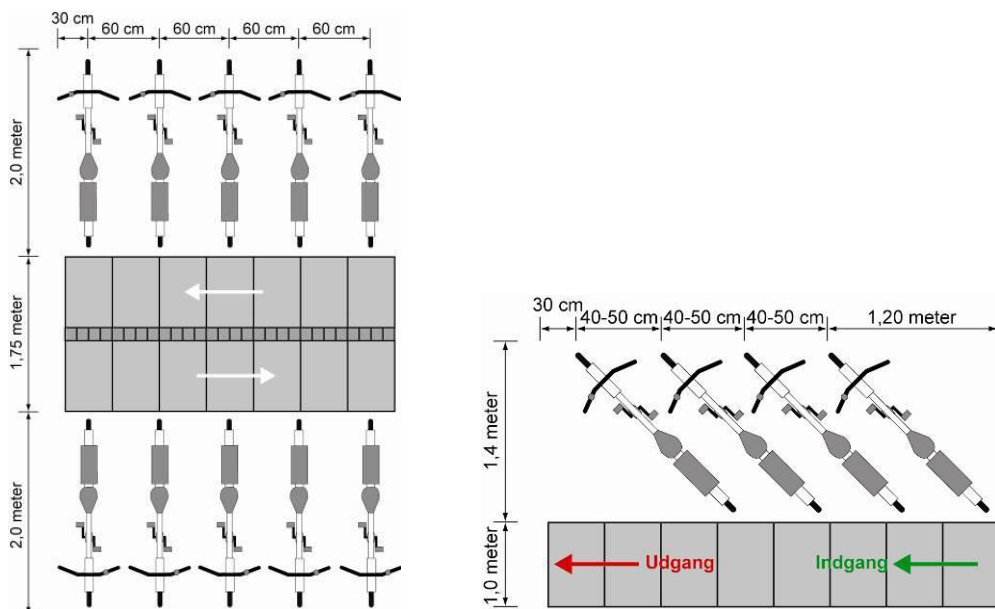 30 cm
60 cm 60 cm 60 cm 60 cm
2,0 meter
1,75 meter
2,0 meter
30 cm
40-50 cm 40-50 cm 40-50 cm 1,20 meter
1,4 meter
1,0 meter
Udgang Indgang